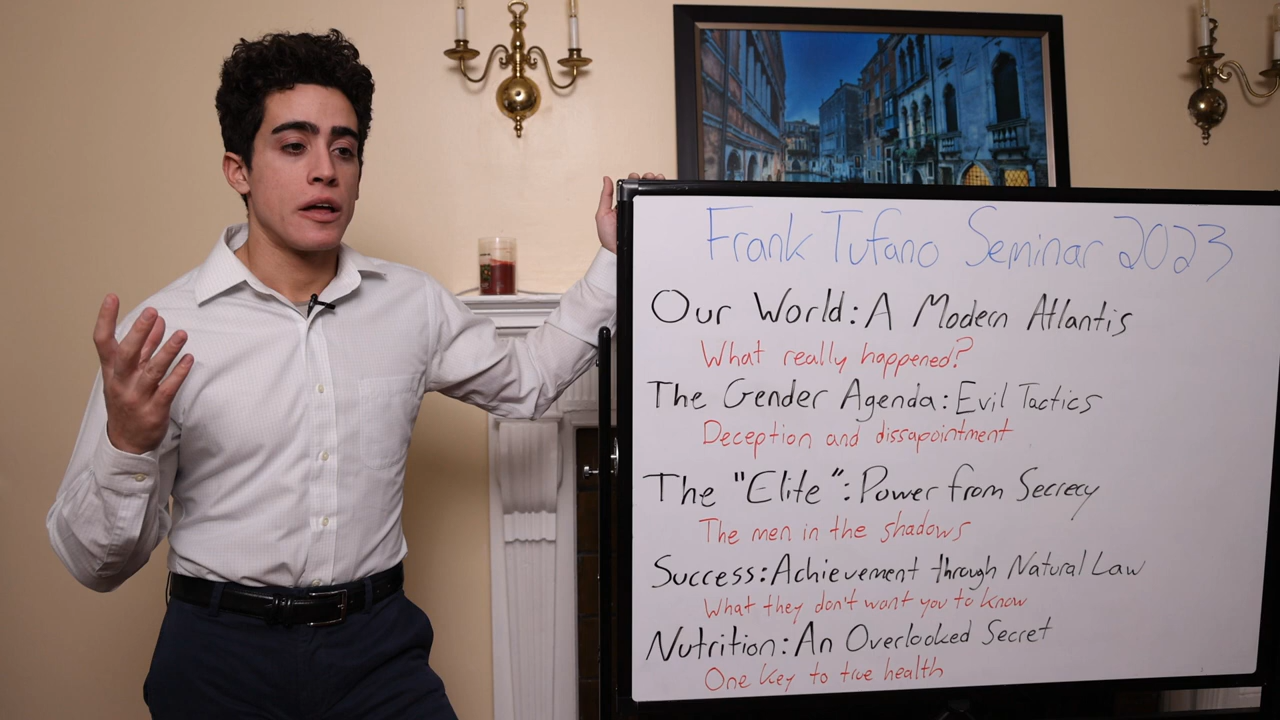 Frank Tufano Seminar 2023
Our World: A Modern Atlantis
What really happened?
The Gender Agenda: Evil Tactics
Deception and dissapointment
The "Elite": Power from Secrecy
The men in the shadows
Success: Achievement through Natural Law
What they don't want you to know
Nutrition: An Overlooked Secret
One key to true health